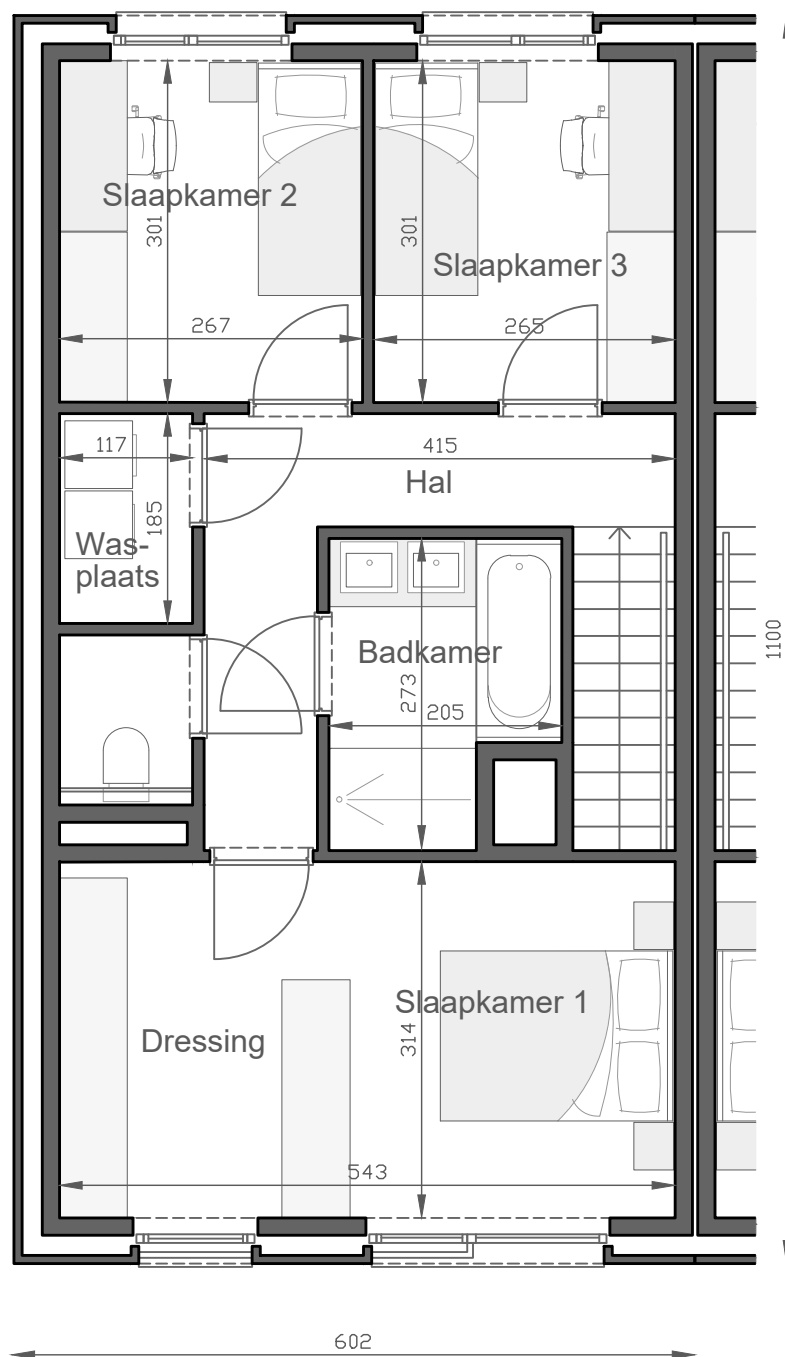 Slaapkamer 2
301
301
Slaapkamer 3
267
265
117
415
Hal
185
Was-
plaats
1100
Badkamer
273
205
Slaapkamer 1
314
Dressing
543
602